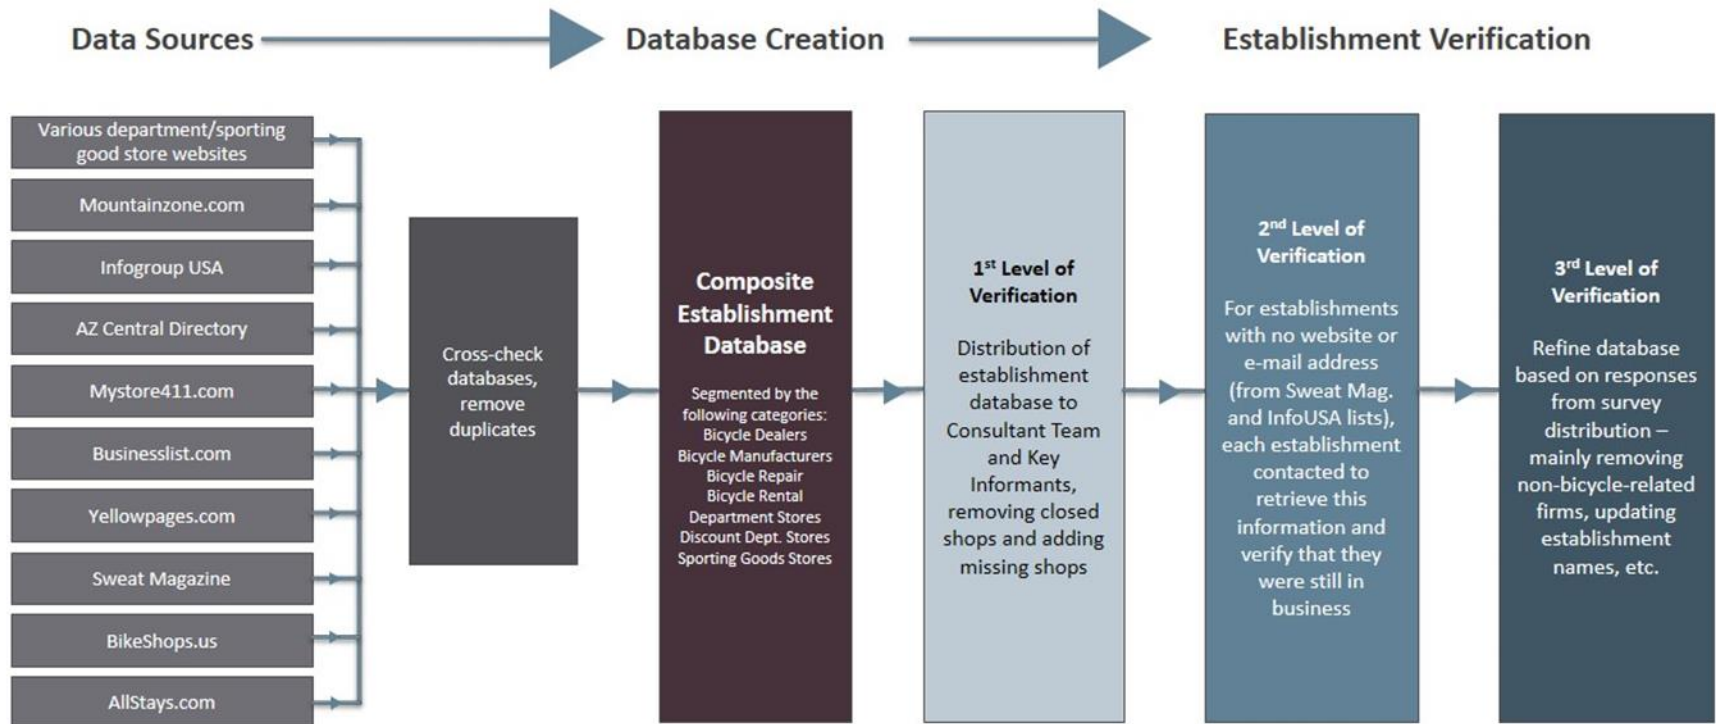 Data Sources
Database Creation
Establishment Verification
Various department/sporting
good store websites
Mountainzone.com
Infogroup USA
AZ Central Directory
Mystore411.com
Businesslist.com
Yellowpages.com
Sweat Magazine
BikeShops.us
AllStays.com
Cross-check
databases,
remove
duplicates
Composite
Establishment
Database
Segmented by the
following categories:
Bicycle Dealers
Bicycle Manufacturers
Bicycle Repair
Bicycle Rental
Department Stores
Discount Dept. Stores
Sporting Goods Stores
1st Level of
Verification
Distribution of
establishment
database to
Consultant Team
and Key
Informants,
removing closed
shops and adding
missing shops
2nd Level of
Verification
For establishments
with no website or
e-mail address
(from Sweat Mag.
and InfoUSA lists),
each establishment
contacted to
retrieve this
information and
verify that they
were still in
business
3rd Level of
Verification
Refine database
based on responses
from survey
distribution –
mainly removing
non-bicycle-related
firms, updating
establishment
names, etc.